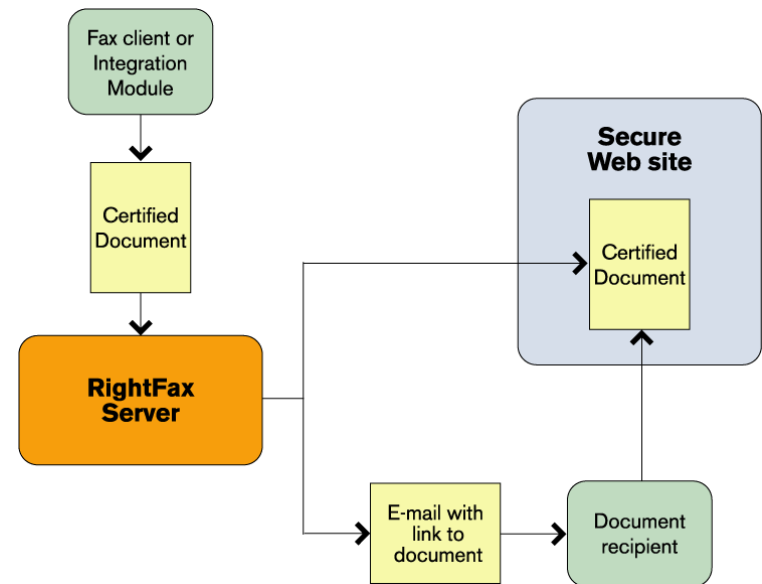 Fax client or
Integration
Module
Certified
Document
RightFax
Server
Secure
Web site
Certified
Document
E-mail with
link to
document
Document
recipient